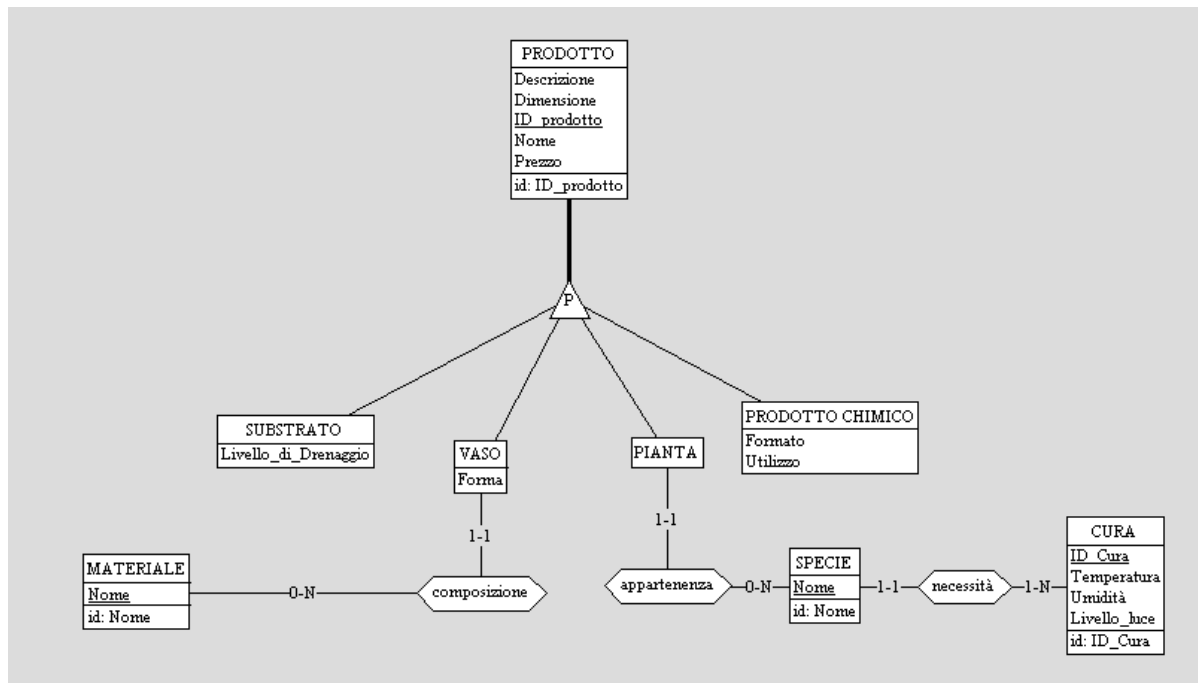 PRODOTTO
Descrizione
Dimensione
ID_prodotto
Nome
Prezzo
id: ID_prodotto
P
SUBSTRATO
Livello_di_Drenaggio
VASO
Forma
PIANTA
PRODOTTO CHIMICO
Formato
Utilizzo
1-1
1-1
MATERIALE
Nome
id: Nome
0-N
composizione
appartenenza
0-N
SPECIE
Nome
id: Nome
1-1
necessità
1-N
CURA
ID_Cura
Temperatura
Umidità
Livello_luce
id: ID_Cura